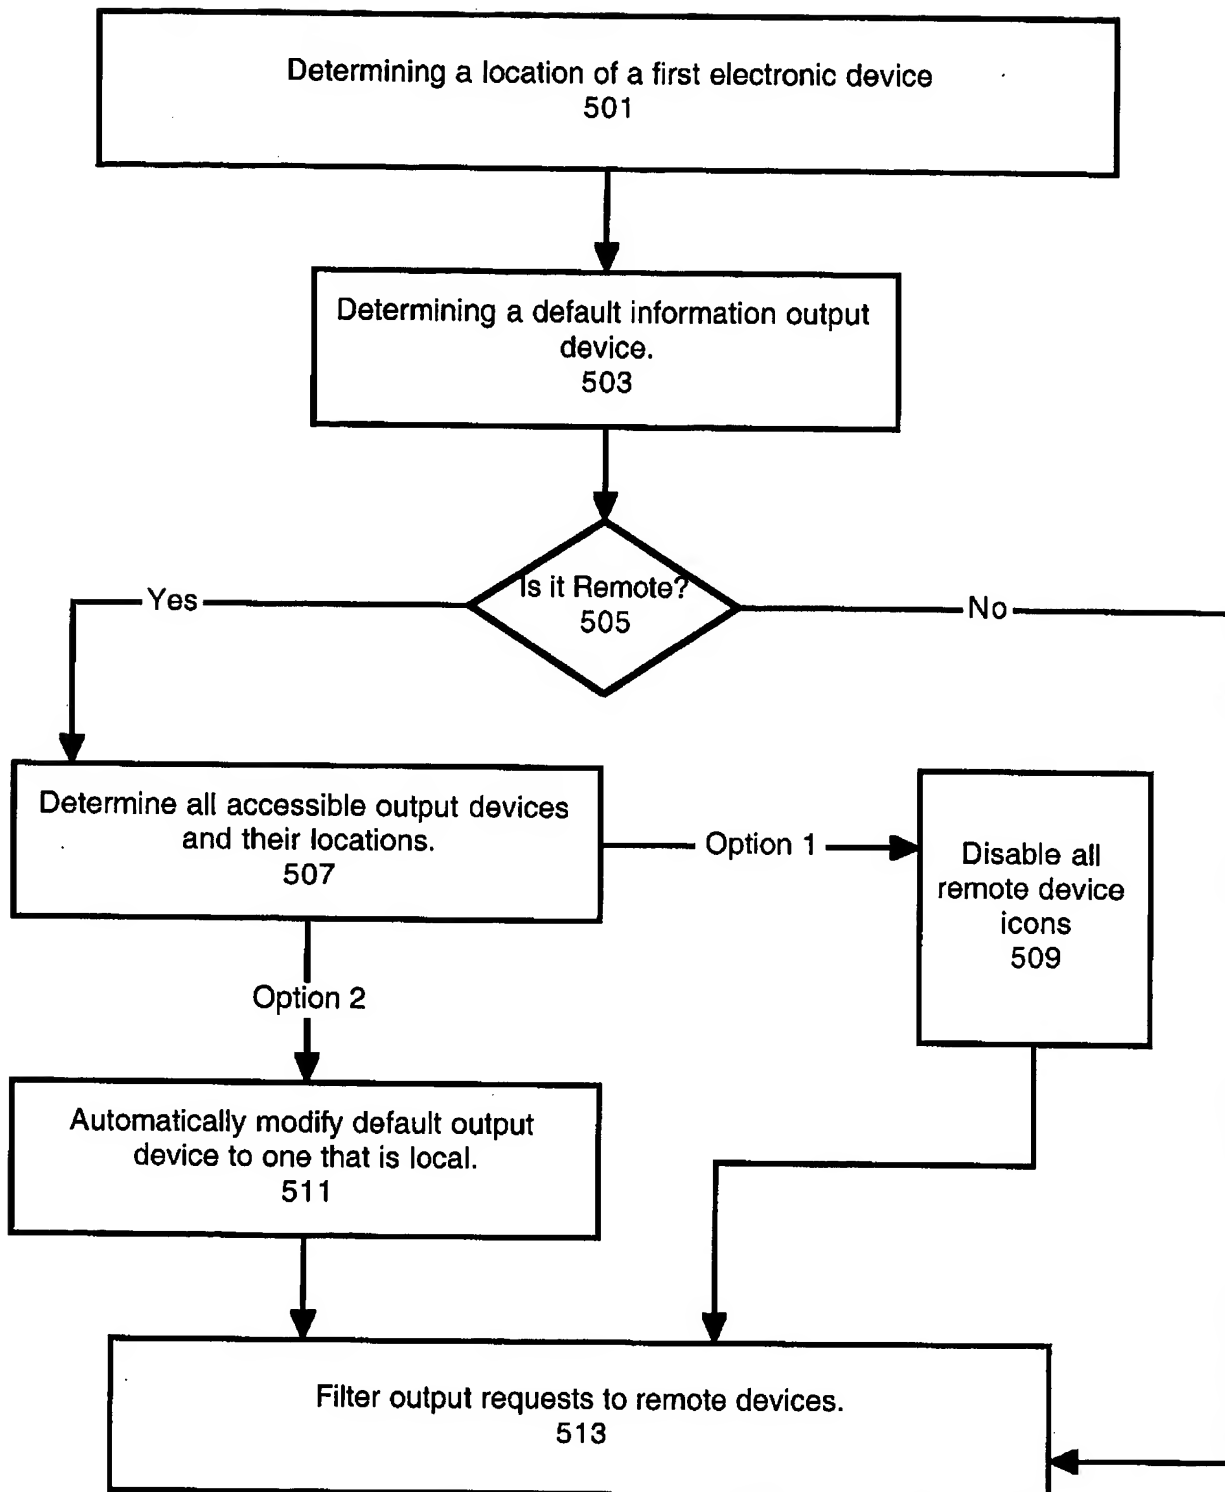 Determining a location of a first electronic device
501
Determining a default information output
device.
503
Is it Remote?
505
Yes
No
Determine all accessible output devices
and their locations.
507
Option 1
Disable all
remote device
icons
509
Option 2
Automatically modify default output
device to one that is local.
511
Filter output requests to remote devices.
513